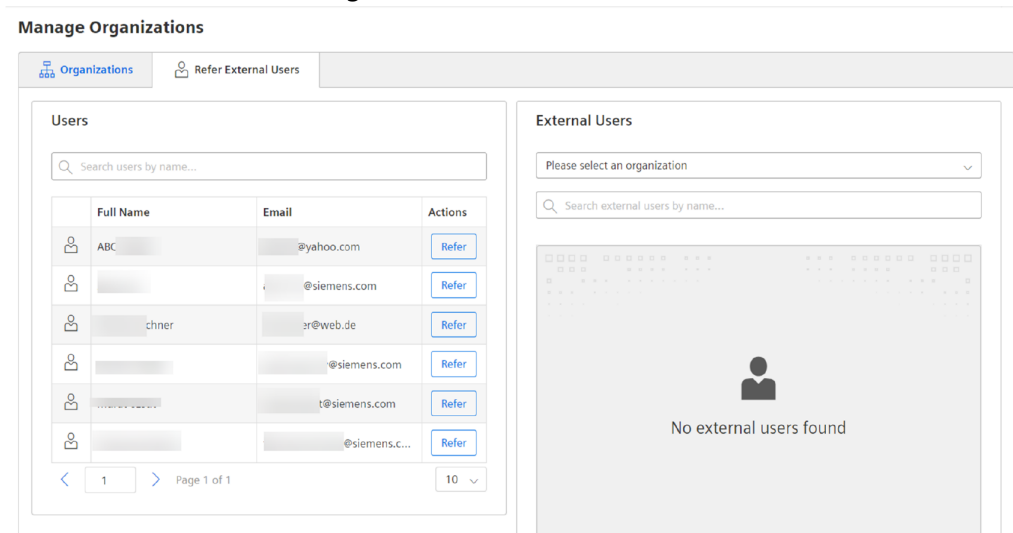 Manage Organizations
Organizations
Refer External Users
Users
Search users by name...
Full Name Email Actions
ABC @yahoo.com Refer
@siemens.com Refer
chner er@web.de Refer
@siemens.com Refer
t@siemens.com Refer
@siemens.c... Refer
1 Page 1 of 1 10
External Users
Please select an organization
Search external users by name...
No external users found